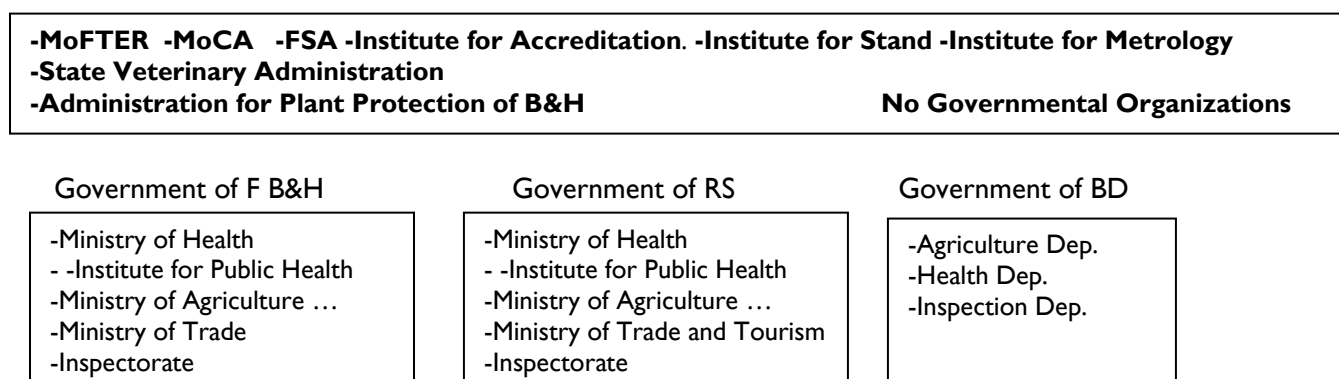 -MoFTER -MoCA -FSA -Institute for Accreditation. -Institute for Stand -Institute for Metrology
-State Veterinary Administration
-Administration for Plant Protection of B&H No Governmental Organizations
Government of F B&H
-Ministry of Health
- -Institute for Public Health
-Ministry of Agriculture …
-Ministry of Trade
-Inspectorate
Government of RS
-Ministry of Health
- -Institute for Public Health
-Ministry of Agriculture …
-Ministry of Trade and Tourism
-Inspectorate
Government of BD
-Agriculture Dep.
-Health Dep.
-Inspection Dep.